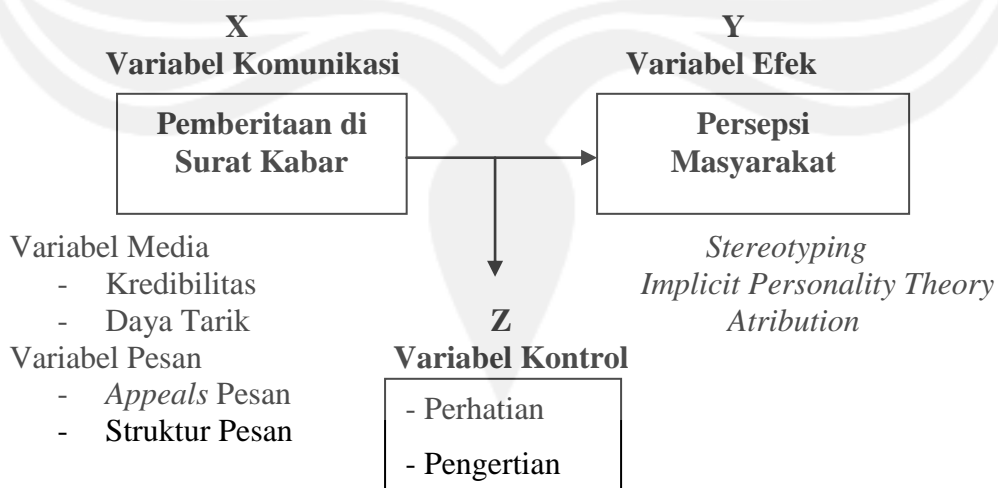 X
Variabel Komunikasi
Y
Variabel Efek
Pemberitaan di
Surat Kabar
Persepsi
Masyarakat
Variabel Media
- Kredibilitas
- Daya Tarik
Variabel Pesan
- Appeals Pesan
- Struktur Pesan
Stereotyping
Implicit Personality Theory
Atribution
Z
Variabel Kontrol
- Perhatian
- Pengertian